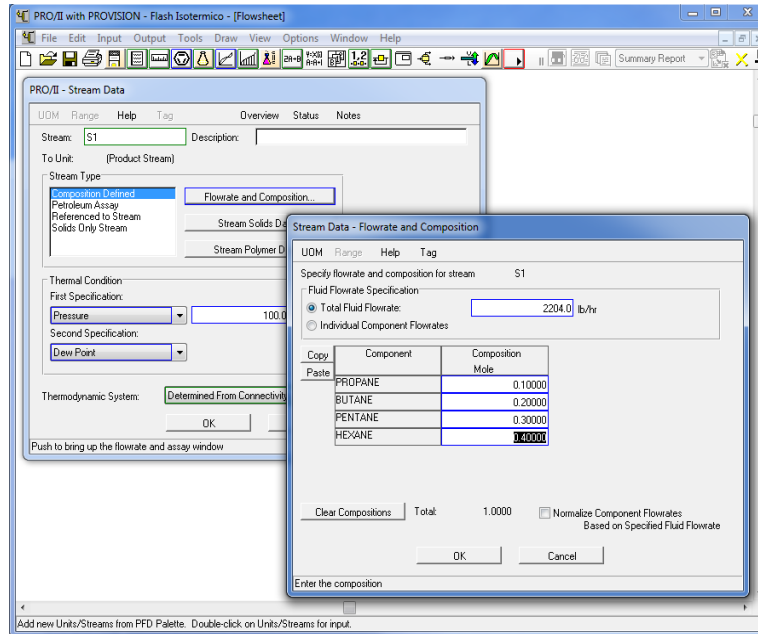 PRO/II with PROVISION - Flash Isotermico - [Flowsheet]
File Edit Input Output Tools Draw View Options Window Help
Summary Report
PRO/II - Stream Data
UOM Range Help Tag Overview Status Notes
Stream: S1 Description:
To Unit: (Product Stream)
Stream Type
Composition Defined
Petroleum Assay
Referenced to Stream
Solids Only Stream
Flowrate and Composition...
Stream Solids Da
Stream Polymer D
Thermal Condition
First Specification:
Pressure 100.0
Second Specification:
Dew Point
Thermodynamic System: Determined From Connectivity
OK
Push to bring up the flowrate and assay window
Stream Data - Flowrate and Composition
UOM Range Help Tag
Specify flowrate and composition for stream S1
Fluid Flowrate Specification
Total Fluid Flowrate: 2204.0 lb/hr
Individual Component Flowrates
Copy
Paste
Component Composition
Mole
PROPANE 0.10000
BUTANE 0.20000
PENTANE 0.30000
HEXANE 0.40000
Clear Compositions Total: 1.0000 Normalize Component Flowrates
Based on Specified Fluid Flowrate
OK Cancel
Enter the composition
Add new Units/Streams from PFD Palette. Double-click on Units/Streams for input.